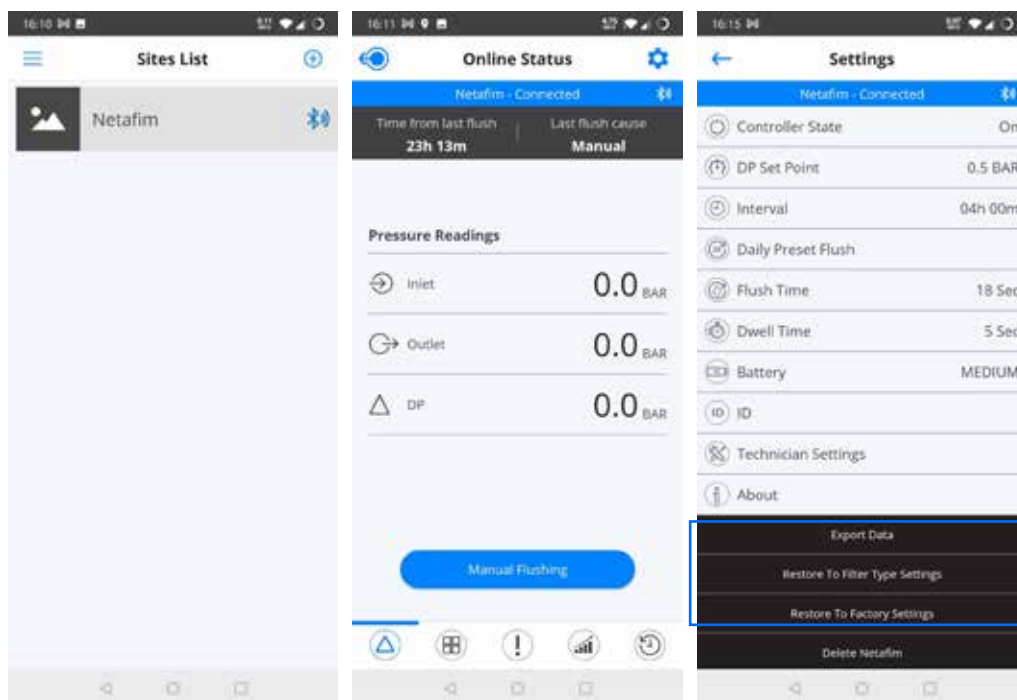 16:10
Sites List
Netafim
16:11
Online Status
Netafim - Connected
Time from last flush
23h 13m
Last flush cause
Manual
Pressure Readings
Inlet
0.0 BAR
Outlet
0.0 BAR
DP
0.0 BAR
Manual Flushing
16:15
Settings
Netafim - Connected
Controller State On
DP Set Point 0.5 BAR
Interval 04h 00m
Daily Preset Flush
Flush Time 18 Sec
Dwell Time 5 Sec
Battery MEDIUM
ID ID
Technician Settings
About
Export Data
Restore To Filter Type Settings
Restore To Factory Settings
Delete Netafim